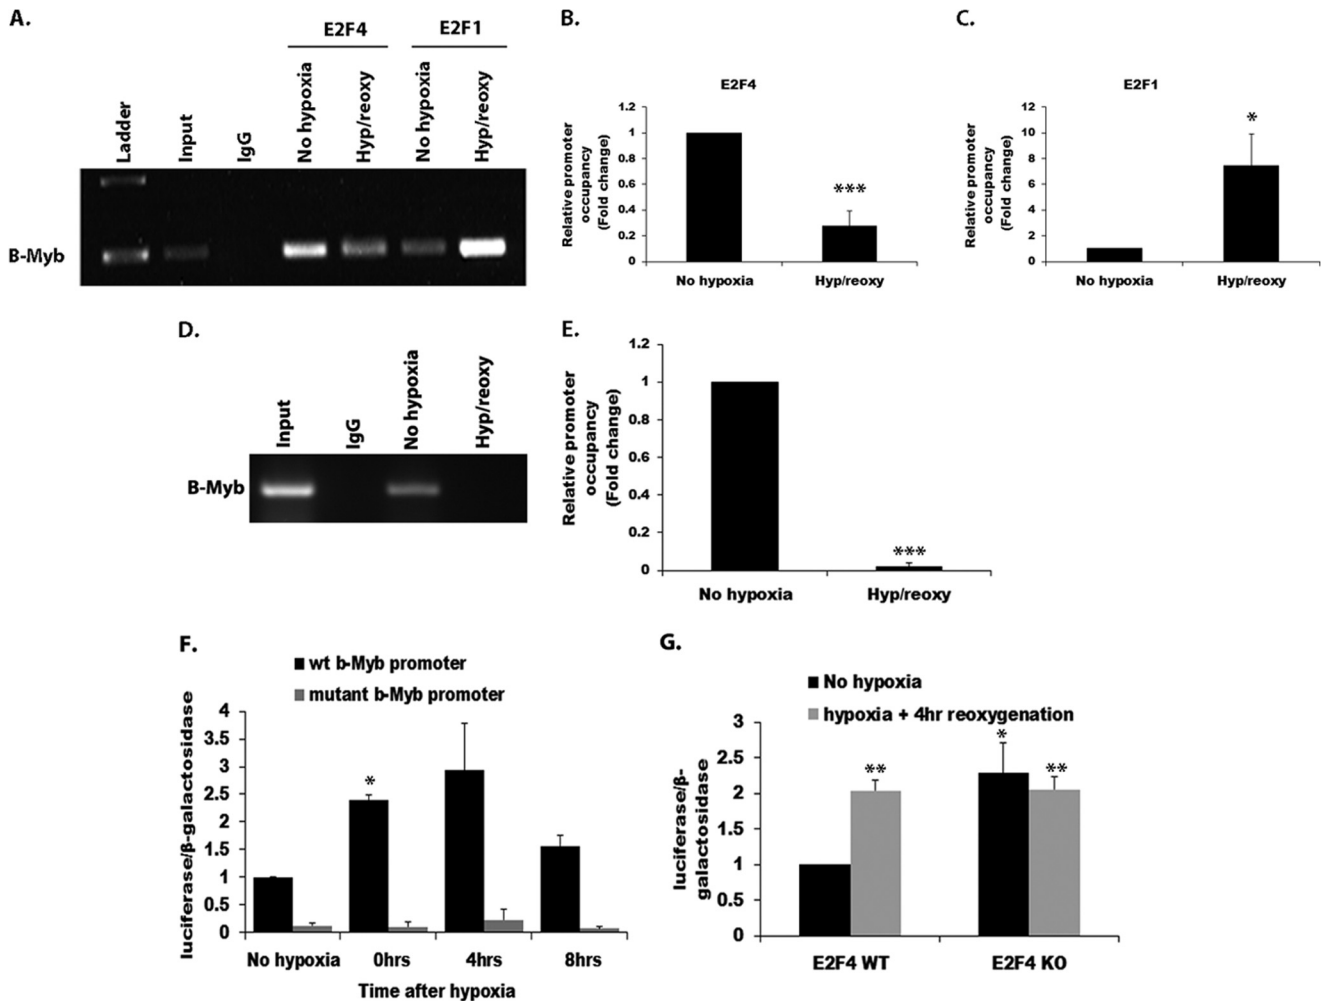 A.
E2F4
E2F1
Ladder
Input
IgG
No hypoxia
Hyp/reoxy
No hypoxia
Hyp/reoxy
B-Myb
B.
E2F4
Relative promoter
occupancy
(Fold change)
1.2
1
0.8
0.6
0.4
0.2
0
***
No hypoxia
Hyp/reoxy
C.
E2F1
Relative promoter
occupancy
(Fold change)
12
10
8
6
4
2
0
*
No hypoxia
Hyp/reoxy
D.
Input
IgG
No hypoxia
Hyp/reoxy
B-Myb
E.
Relative promoter
occupancy
(Fold change)
1.2
1
0.8
0.6
0.4
0.2
0
***
No hypoxia
Hyp/reoxy
F.
wt b-Myb promoter
mutant b-Myb promoter
luciferase/β-galactosidase
4
3.5
3
2.5
2
1.5
1
0.5
0
*
No hypoxia
0hrs
4hrs
8hrs
Time after hypoxia
G.
No hypoxia
hypoxia + 4hr reoxygenation
luciferase/β-
galactosidase
3
2.5
2
1.5
1
0.5
0
**
*
**
E2F4 WT
E2F4 KO